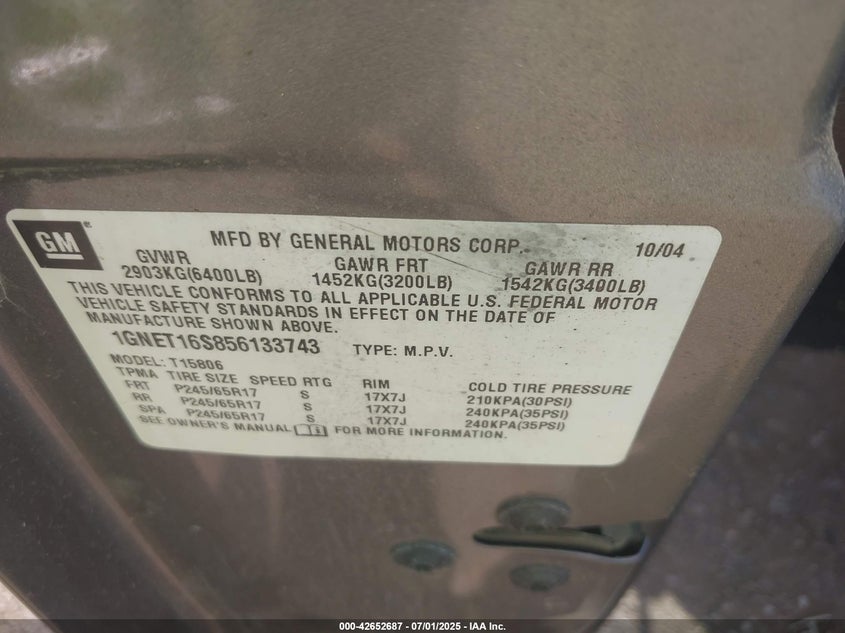 GM
MFD BY GENERAL MOTORS CORP. 10/04
GVWR GAWR FRT GAWR RR
2903KG(6400LB) 1452KG(3200LB) 1542KG(3400LB)
THIS VEHICLE CONFORMS TO ALL APPLICABLE U.S. FEDERAL MOTOR
VEHICLE SAFETY STANDARDS IN EFFECT ON THE DATE OF
MANUFACTURE SHOWN ABOVE.
1GNET16S856133743 TYPE: M.P.V.
MODEL: T15806
TPMA TIRE SIZE SPEED RTG RIM COLD TIRE PRESSURE
FRT P245/65R17 S 17X7J 210KPA(30PSI)
RR P245/65R17 S 17X7J 240KPA(35PSI)
SPA P245/65R17 S 17X7J 240KPA(35PSI)
SEE OWNER'S MANUAL FOR MORE INFORMATION.
000-42652687 - 07/01/2025 - IAA Inc.